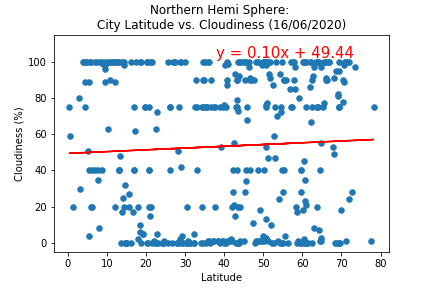 Northern Hemi Sphere:
City Latitude vs. Cloudiness (16/06/2020)
y = 0.10x + 49.44
Cloudiness (%)
100
80
60
40
20
0
0 10 20 30 40 50 60 70 80
Latitude